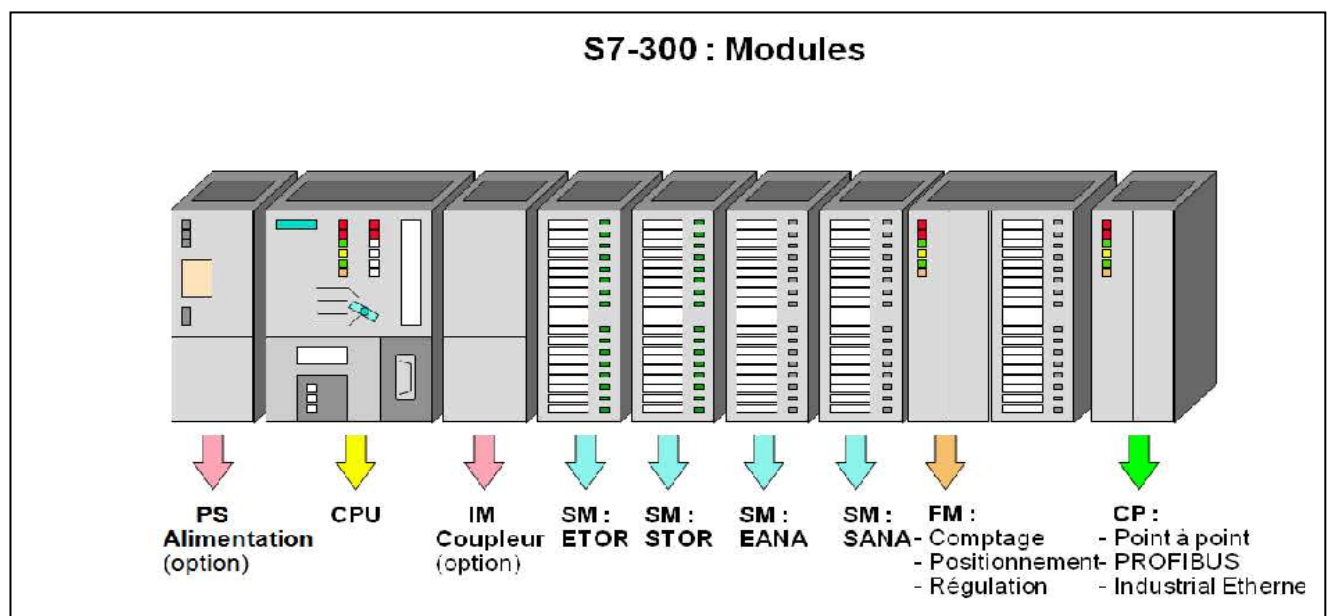 S7-300 : Modules
PS
Alimentation
(option)
CPU
IM
Coupleur
(option)
SM :
ETOR
SM :
STOR
SM :
EANA
SM :
SANA
FM :
- Comptage
- Positionnement
- Régulation
CP :
- Point à point
- PROFIBUS
- Industrial Etherne